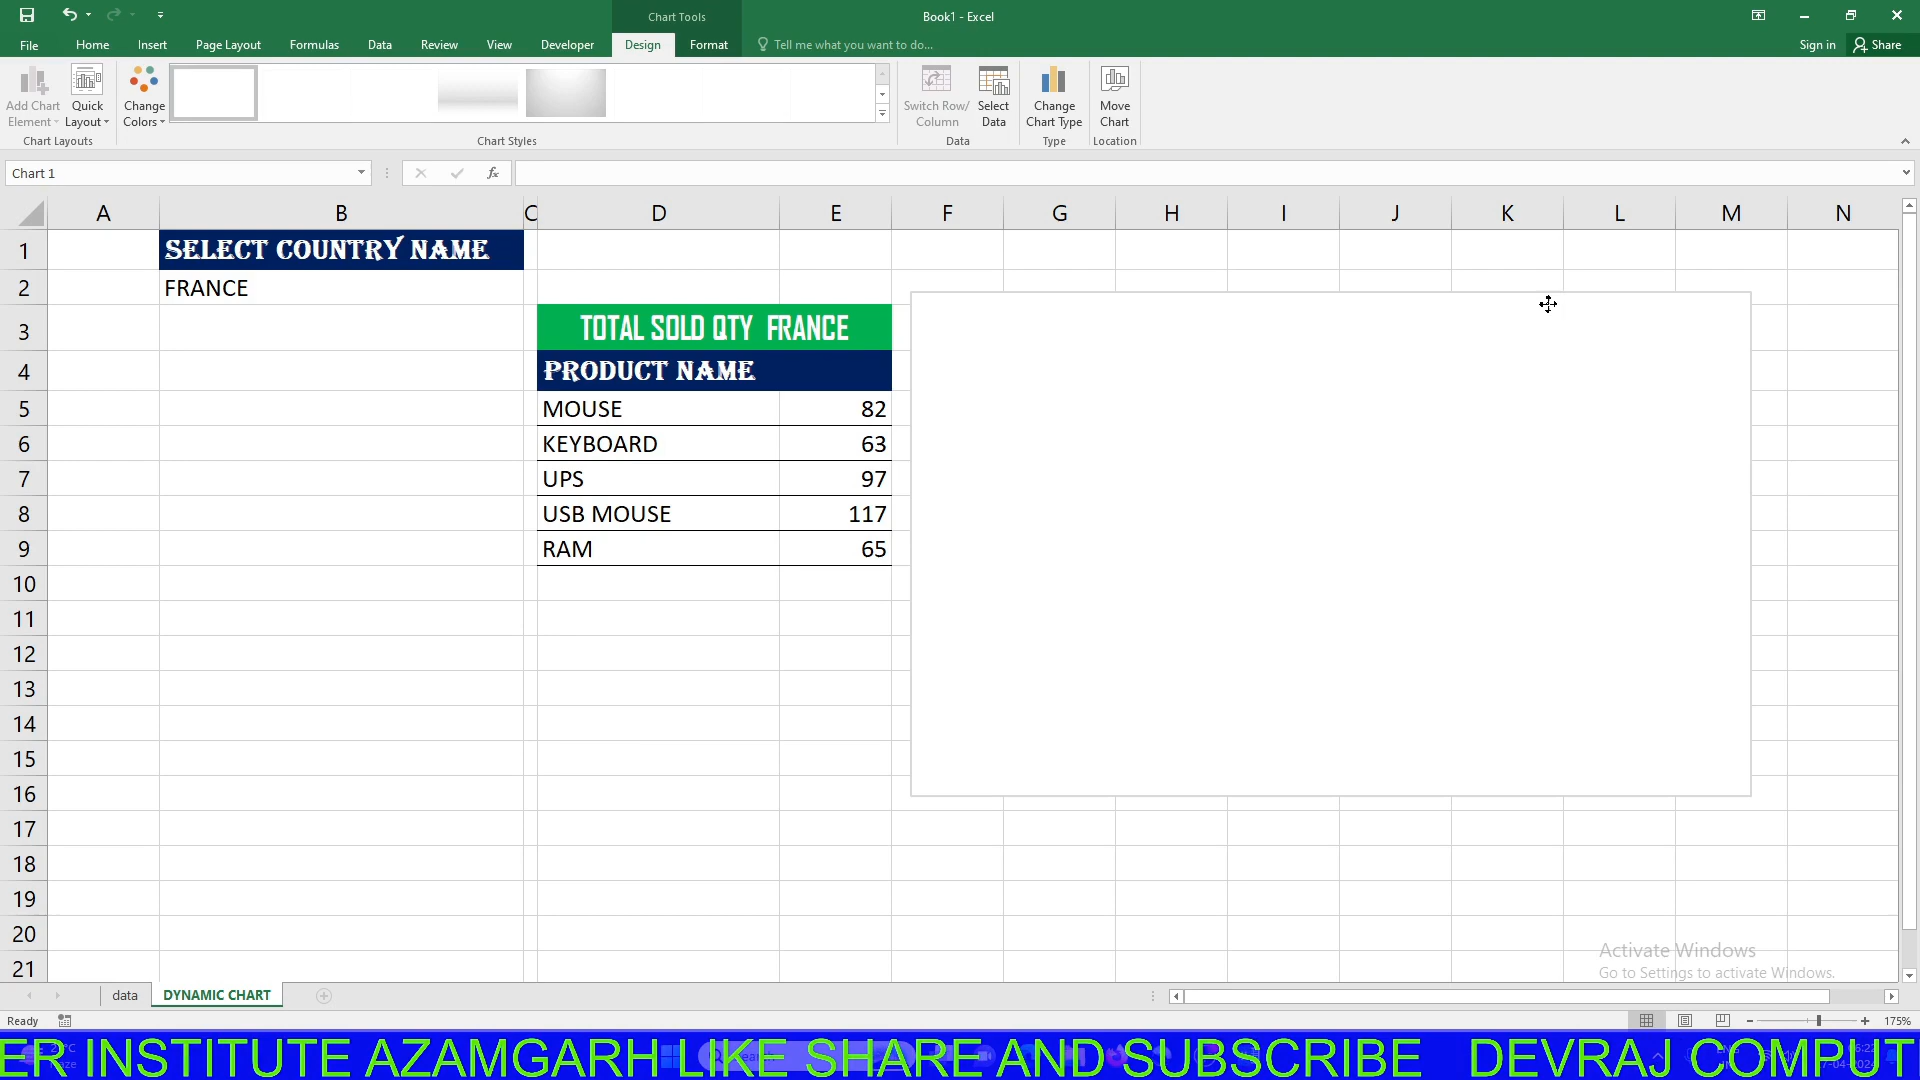 Chart Tools
Book1 - Excel
File Home Insert Page Layout Formulas Data Review View Developer Design Format Tell me what you want to do... Sign in Share
Add Chart Element
Quick Layout
Change Colors
Switch Row/ Column
Select Data
Change Chart Type
Move Chart
Chart Layouts Chart Styles Data Type Location
Chart 1 fx
A B C D E F G H I J K L M N
1 SELECT COUNTRY NAME
2 FRANCE
3 TOTAL SOLD QTY FRANCE
4 PRODUCT NAME
5 MOUSE 82
6 KEYBOARD 63
7 UPS 97
8 USB MOUSE 117
9 RAM 65
10
11
12
13
14
15
16
17
18
19
20
21
Activate Windows
Go to Settings to activate Windows.
data DYNAMIC CHART
Ready 175%
ER INSTITUTE AZAMGARH LIKE SHARE AND SUBSCRIBE DEVRAJ COMPUT